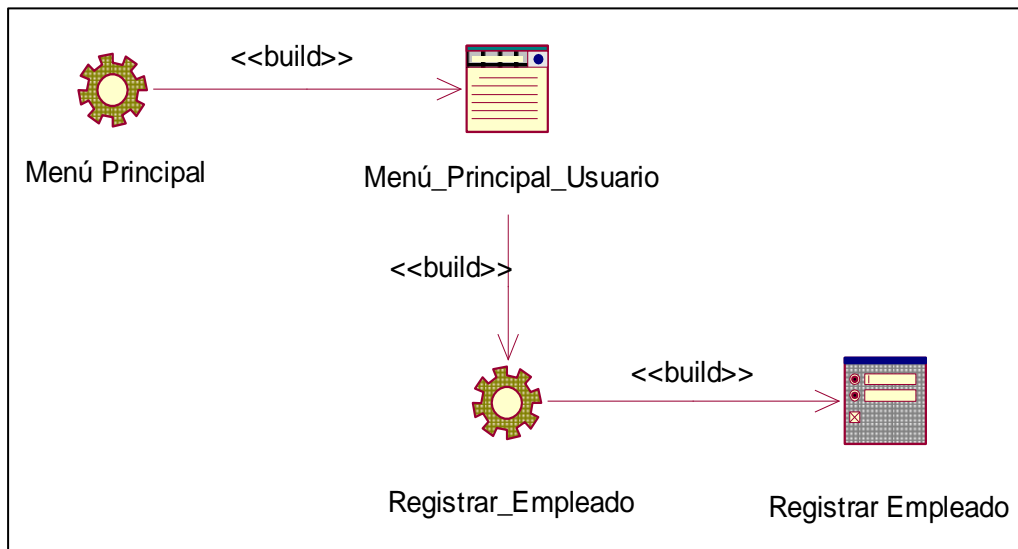 <<build>>
Menú Principal
Menú_Principal_Usuario
<<build>>
<<build>>
Registrar_Empleado
Registrar Empleado